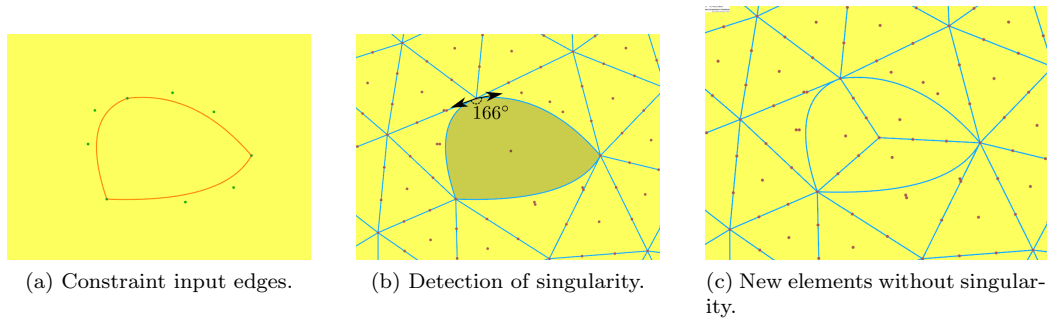 166°
(a) Constraint input edges.
(b) Detection of singularity.
(c) New elements without singular-
ity.